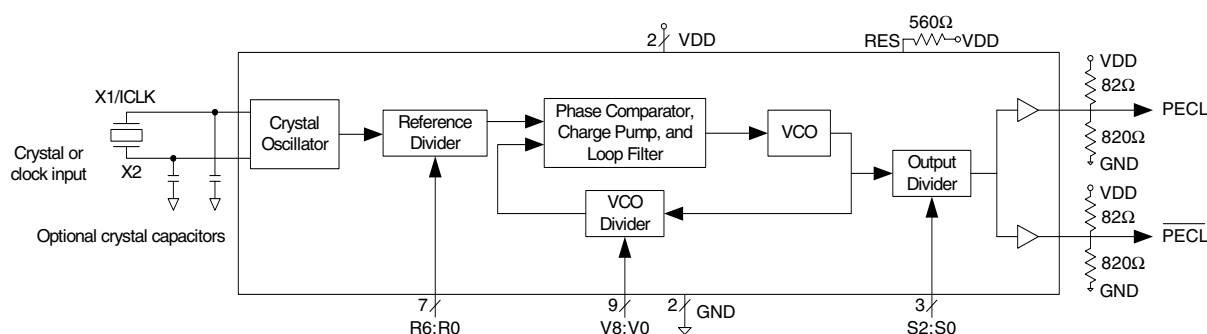 560Ω
2 VDD
RES
VDD
X1/ICLK
X2
Crystal or
clock input
Optional crystal capacitors
Crystal
Oscillator
Reference
Divider
Phase Comparator,
Charge Pump, and
Loop Filter
VCO
VCO
Divider
Output
Divider
VDD
82Ω
PECL
820Ω
GND
VDD
82Ω
PECL
820Ω
GND
7
R6:R0
9
V8:V0
2
GND
3
S2:S0